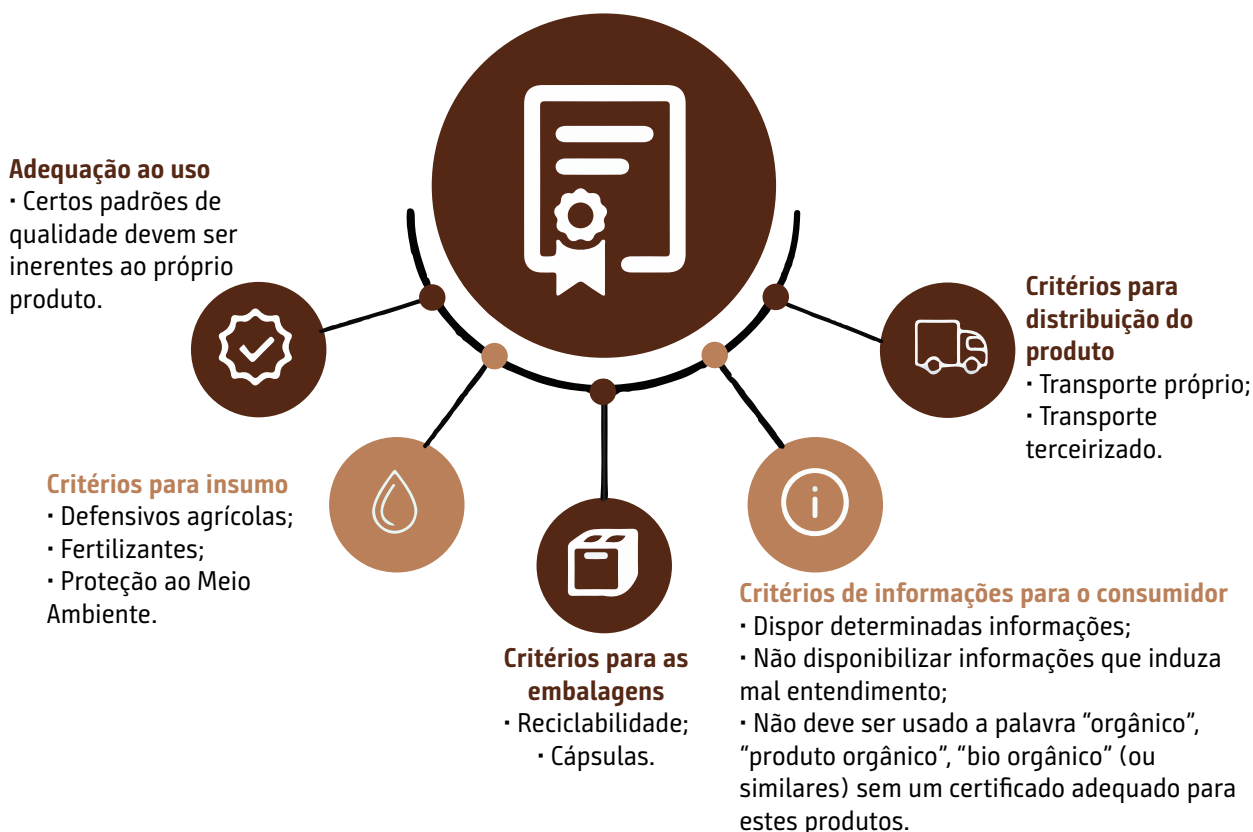 Adequação ao uso
· Certos padrões de
qualidade devem ser
inerentes ao próprio
produto.
Critérios para insumo
· Defensivos agrícolas;
· Fertilizantes;
· Proteção ao Meio
Ambiente.
Critérios para as
embalagens
· Reciclabilidade;
· Cápsulas.
Critérios de informações para o consumidor
· Dispor determinadas informações;
· Não disponibilizar informações que induza
mal entendimento;
· Não deve ser usado a palavra “orgânico”,
“produto orgânico”, “bio orgânico” (ou
similares) sem um certificado adequado para
estes produtos.
Critérios para
distribuição do
produto
· Transporte próprio;
· Transporte
terceirizado.